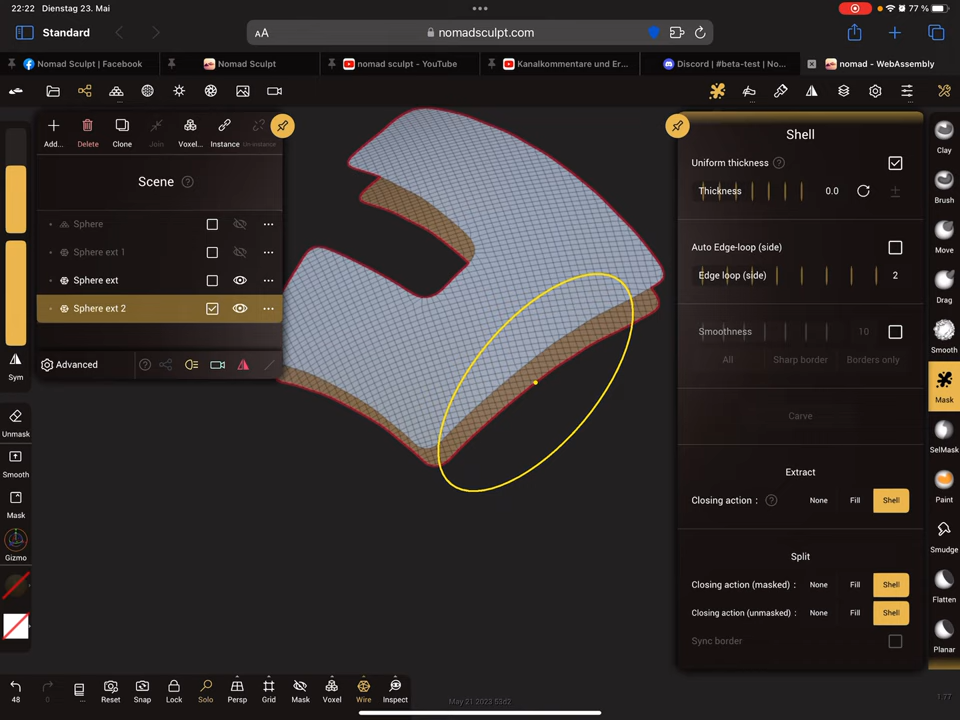 22:22 Dienstag 23. Mai
77 %
Standard
AA
nomadsculpt.com
Nomad Sculpt | Facebook
Nomad Sculpt
nomad sculpt - YouTube
Kanalkommentare und Er...
Discord | #beta-test | No...
nomad - WebAssembly
Add...
Delete
Clone
Join
Voxel...
Instance
Un-instance
Scene ?
Sphere
Sphere ext 1
Sphere ext
Sphere ext 2
Advanced
?
Sym
Unmask
Smooth
Mask
Gizmo
Shell
Uniform thickness ?
Thickness 0.0
Auto Edge-loop (side)
Edge loop (side) 2
Smoothness 10
All Sharp border Borders only
Carve
Extract
Closing action : ? None Fill Shell
Split
Closing action (masked) : None Fill Shell
Closing action (unmasked) : None Fill Shell
Sync border
Clay
Brush
Move
Drag
Smooth
Mask
SelMask
Paint
Smudge
Flatten
Planar
48
0
...
Reset
Snap
Lock
Solo
Persp
Grid
Mask
Voxel
Wire
Inspect
1.77